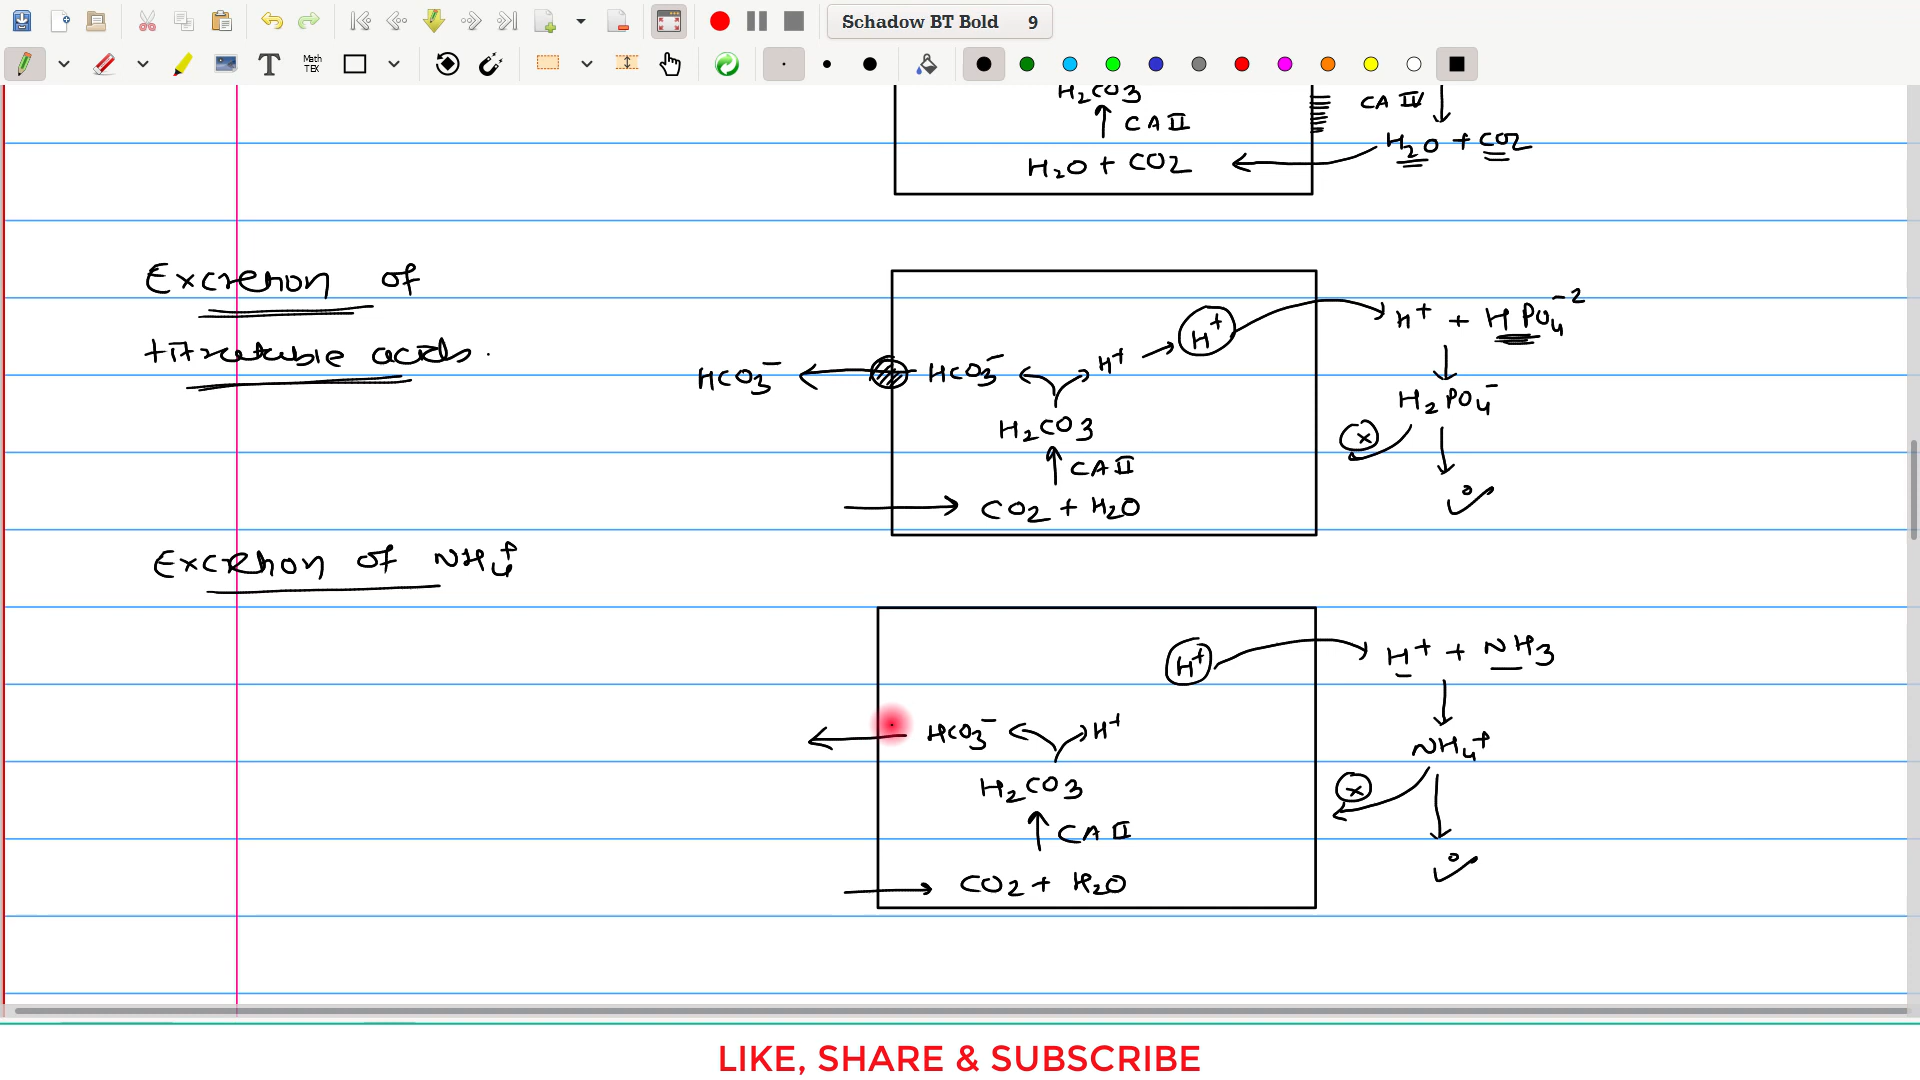 Schadow BT Bold 9
Math
TEX
H₂CO3
CA II
H₂O + CO2
CA IV
H₂O + CO2
Excretion of
titratable acids.
HCO₃⁻
HCO₃⁻
H⁺
H⁺
H₂CO3
CA II
CO₂ + H₂O
H⁺ + HPO₄⁻²
H₂PO₄⁻
x
Excretion of NH₄⁺
H⁺
HCO₃⁻
H⁺
H₂CO3
CA II
CO₂ + H₂O
H⁺ + NH3
NH₄⁺
x
LIKE, SHARE & SUBSCRIBE